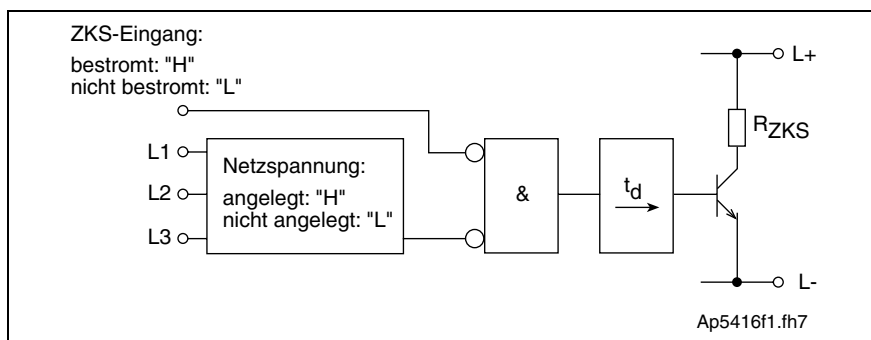 ZKS-Eingang:
bestromt: "H"
nicht bestromt: "L"
L1
L2
L3
Netzspannung:
angelegt: "H"
nicht angelegt: "L"
&
td
L+
RZKS
L-
Ap5416f1.fh7